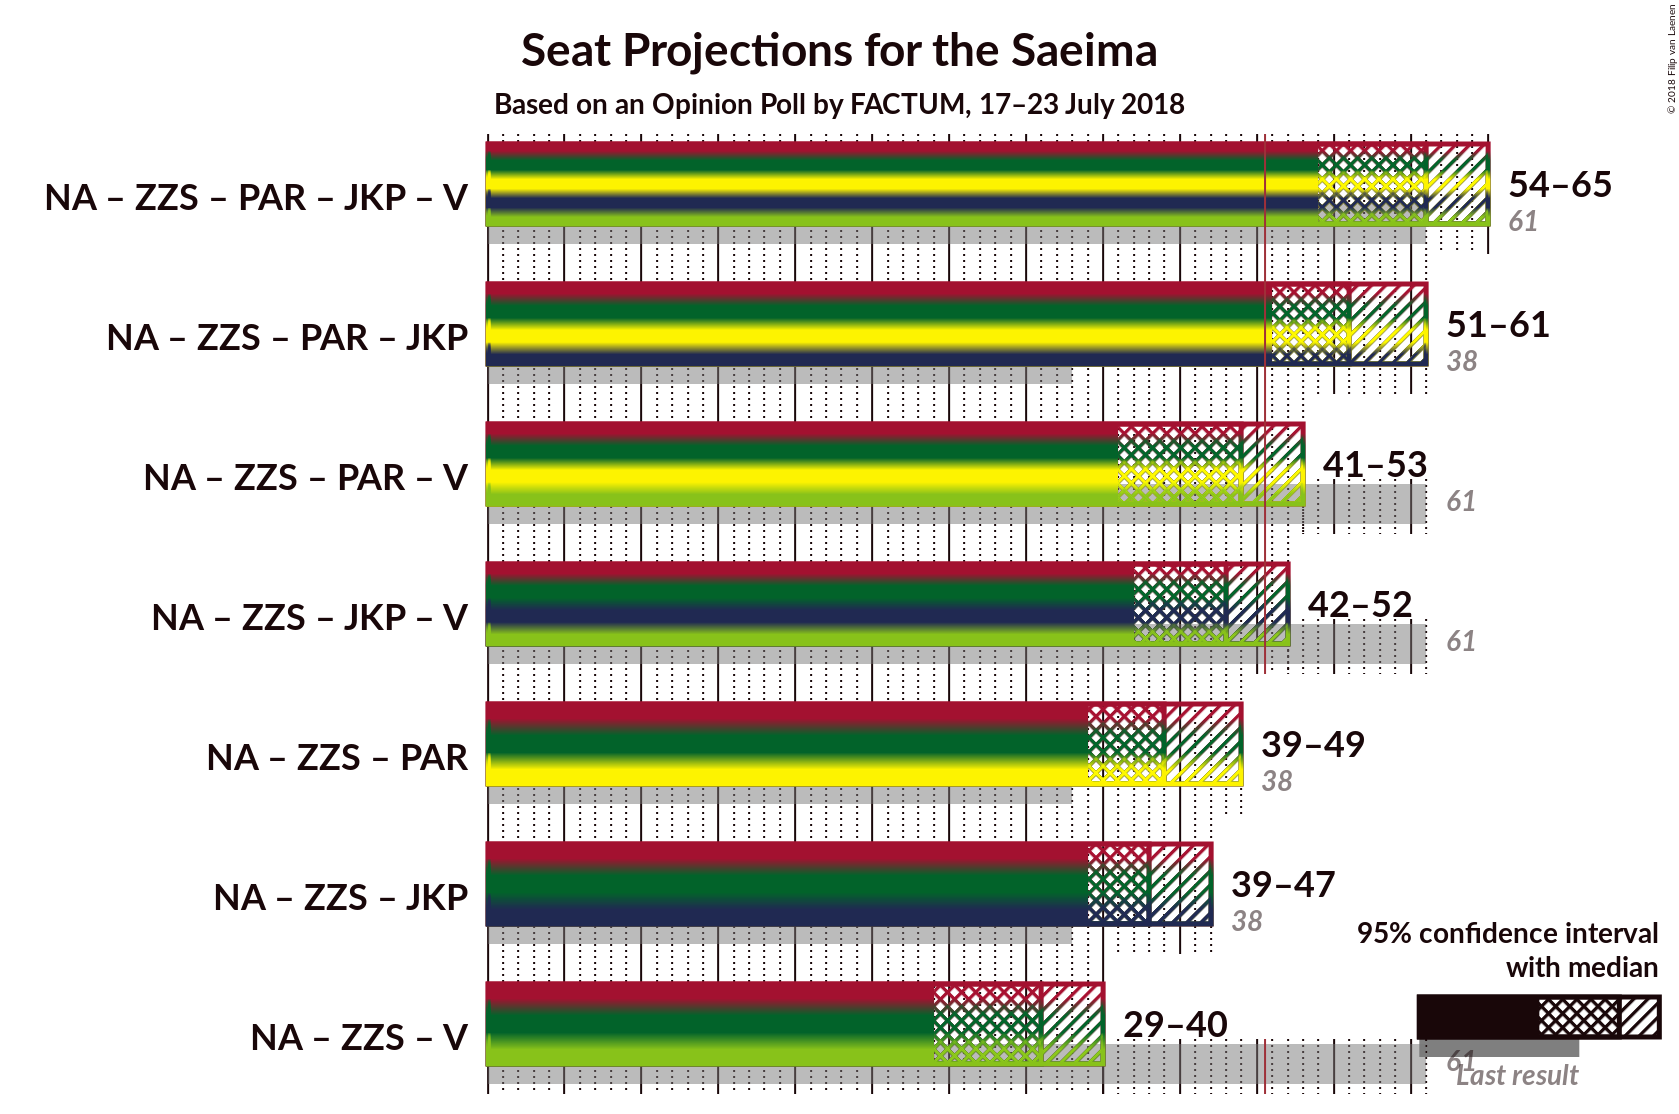 Seat Projections for the Saeima
Based on an Opinion Poll by FACTUM, 17–23 July 2018
© 2018 Filip van Laenen
NA – ZZS – PAR – JKP – V
54–65
61
NA – ZZS – PAR – JKP
51–61
38
NA – ZZS – PAR – V
41–53
61
NA – ZZS – JKP – V
42–52
61
NA – ZZS – PAR
39–49
38
NA – ZZS – JKP
39–47
38
NA – ZZS – V
29–40
61
95% confidence interval
with median
Last result